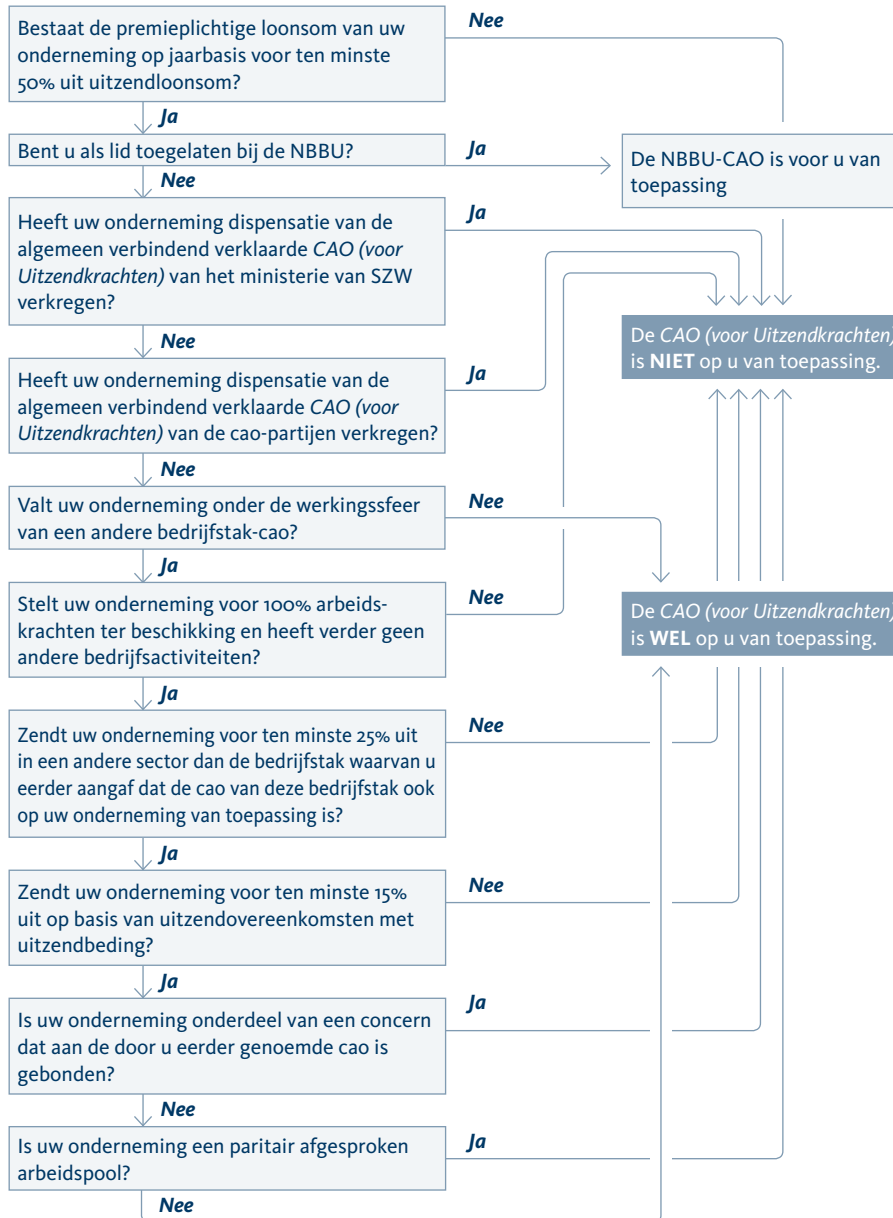 Bestaat de premieplichtige loonsom van uw
onderneming op jaarbasis voor ten minste
50% uit uitzendloonsom?
Nee
Ja
Bent u als lid toegelaten bij de NBBU?
Ja
De NBBU-CAO is voor u van
toepassing
Nee
Heeft uw onderneming dispensatie van de
algemeen verbindend verklaarde CAO (voor
Uitzendkrachten) van het ministerie van SZW
verkregen?
Ja
Nee
De CAO (voor Uitzendkrachten)
is NIET op u van toepassing.
Heeft uw onderneming dispensatie van de
algemeen verbindend verklaarde CAO (voor
Uitzendkrachten) van de cao-partijen verkregen?
Ja
Nee
Valt uw onderneming onder de werkingssfeer
van een andere bedrijfstak-cao?
Nee
Ja
Stelt uw onderneming voor 100% arbeids-
krachten ter beschikking en heeft verder geen
andere bedrijfsactiviteiten?
Nee
De CAO (voor Uitzendkrachten)
is WEL op u van toepassing.
Ja
Zendt uw onderneming voor ten minste 25% uit
in een andere sector dan de bedrijfstak waarvan u
eerder aangaf dat de cao van deze bedrijfstak ook
op uw onderneming van toepassing is?
Nee
Ja
Zendt uw onderneming voor ten minste 15%
uit op basis van uitzendovereenkomsten met
uitzendbeding?
Nee
Ja
Is uw onderneming onderdeel van een concern
dat aan de door u eerder genoemde cao is
gebonden?
Ja
Nee
Is uw onderneming een paritair afgesproken
arbeidspool?
Ja
Nee